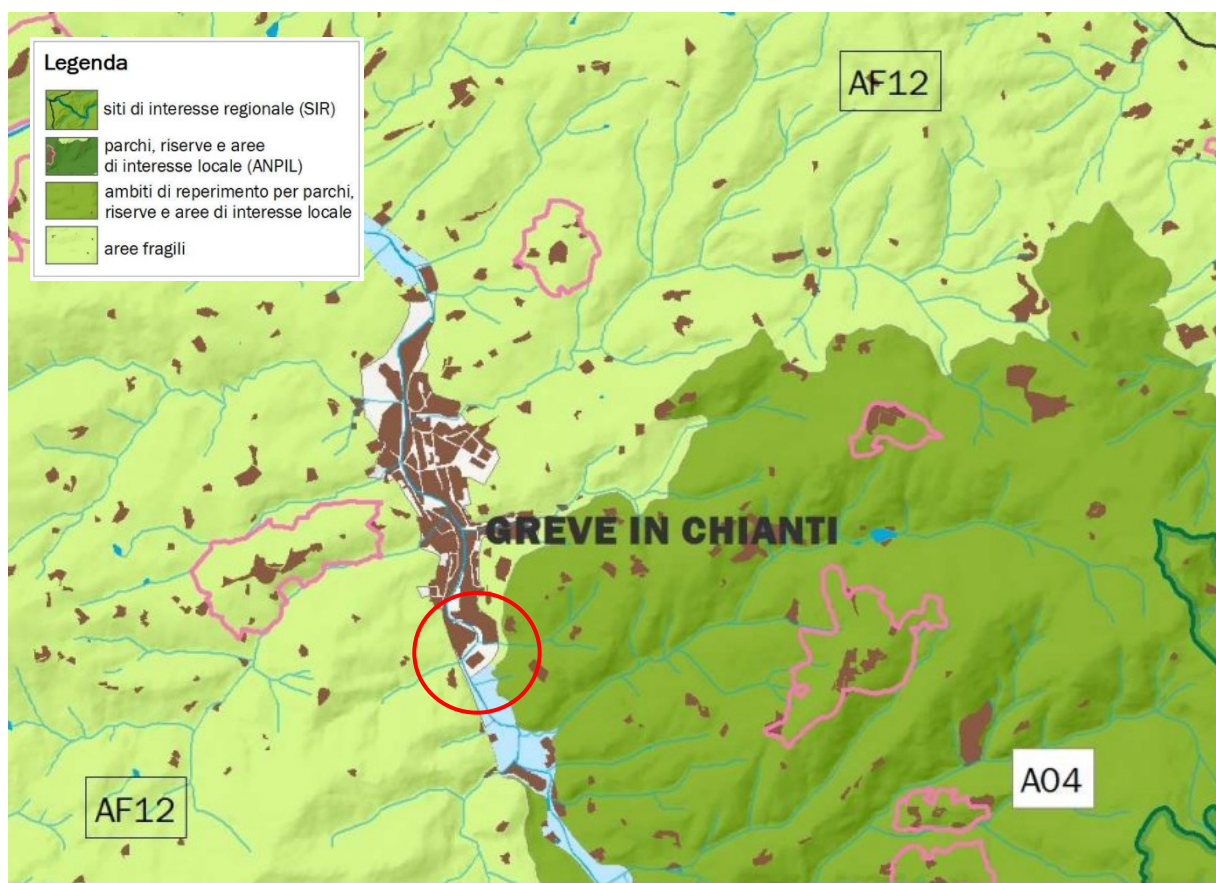 Legenda
siti di interesse regionale (SIR)
parchi, riserve e aree
di interesse locale (ANPIL)
ambiti di reperimento per parchi,
riserve e aree di interesse locale
aree fragili
AF12
GREVE IN CHIANTI
A04
AF12